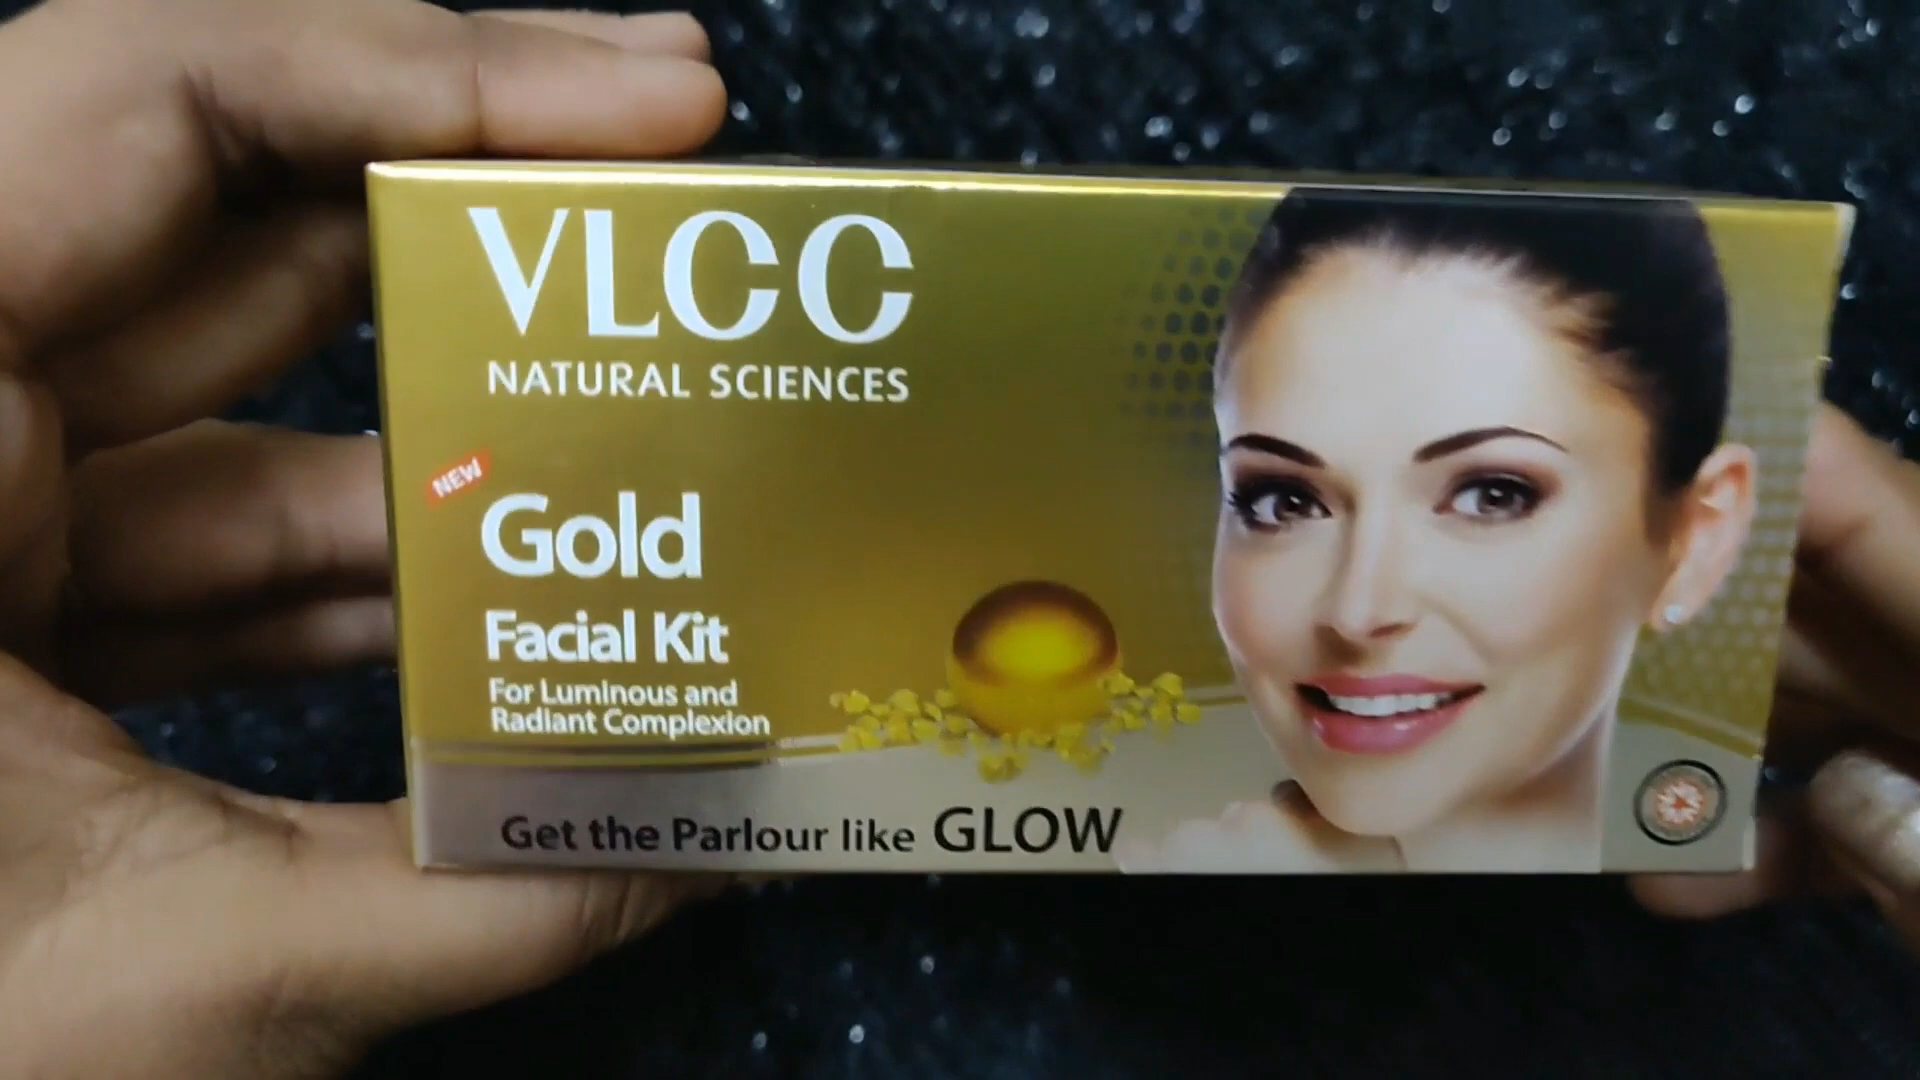 VLCC
NATURAL SCIENCES
NEW
Gold
Facial Kit
For Luminous and
Radiant Complexion
Get the Parlour like GLOW